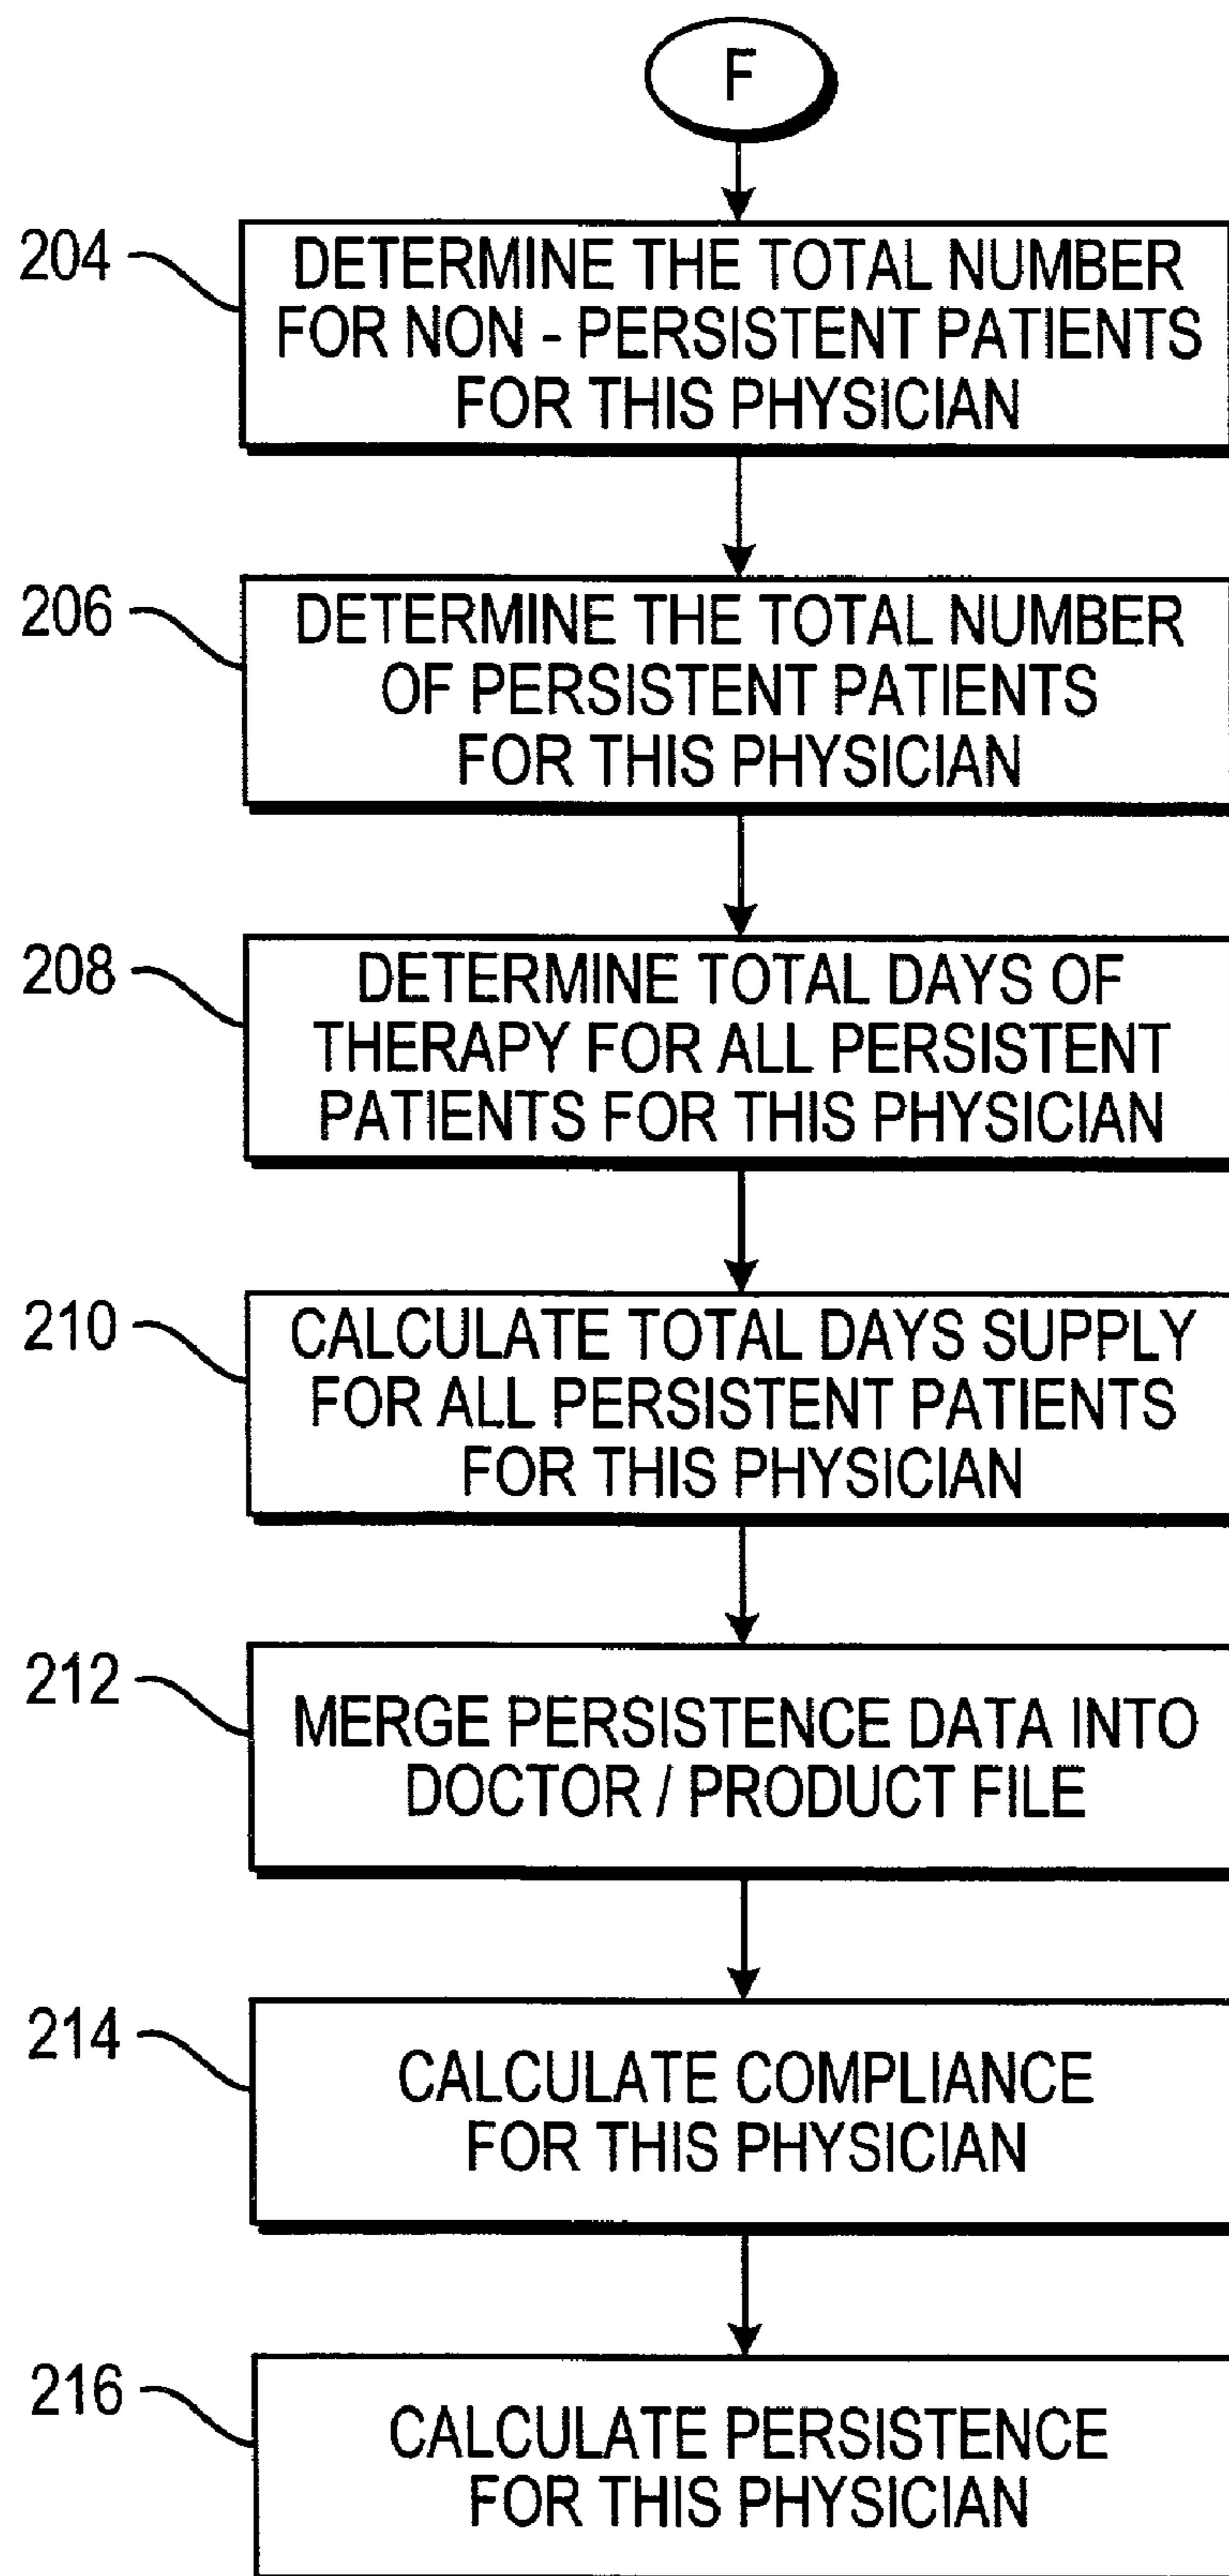 F
204
DETERMINE THE TOTAL NUMBER
FOR NON - PERSISTENT PATIENTS
FOR THIS PHYSICIAN
206
DETERMINE THE TOTAL NUMBER
OF PERSISTENT PATIENTS
FOR THIS PHYSICIAN
208
DETERMINE TOTAL DAYS OF
THERAPY FOR ALL PERSISTENT
PATIENTS FOR THIS PHYSICIAN
210
CALCULATE TOTAL DAYS SUPPLY
FOR ALL PERSISTENT PATIENTS
FOR THIS PHYSICIAN
212
MERGE PERSISTENCE DATA INTO
DOCTOR / PRODUCT FILE
214
CALCULATE COMPLIANCE
FOR THIS PHYSICIAN
216
CALCULATE PERSISTENCE
FOR THIS PHYSICIAN